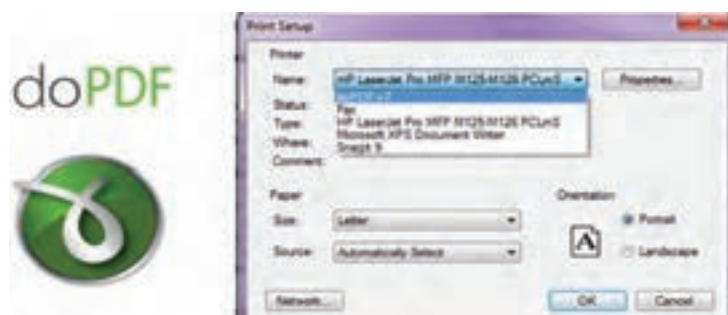 doPDF
Print Setup
Printer
Name:
HP LaserJet Pro MFP M125-M126 PCLmS
Properties...
Status:
Fax
Type:
HP LaserJet Pro MFP M125-M126 PCLmS
Microsoft XPS Document Writer
Where:
Snagit 9
Comment:
Paper
Orientation
Size:
Letter
Portrait
A
Source:
Automatically Select
Landscape
Network...
OK
Cancel